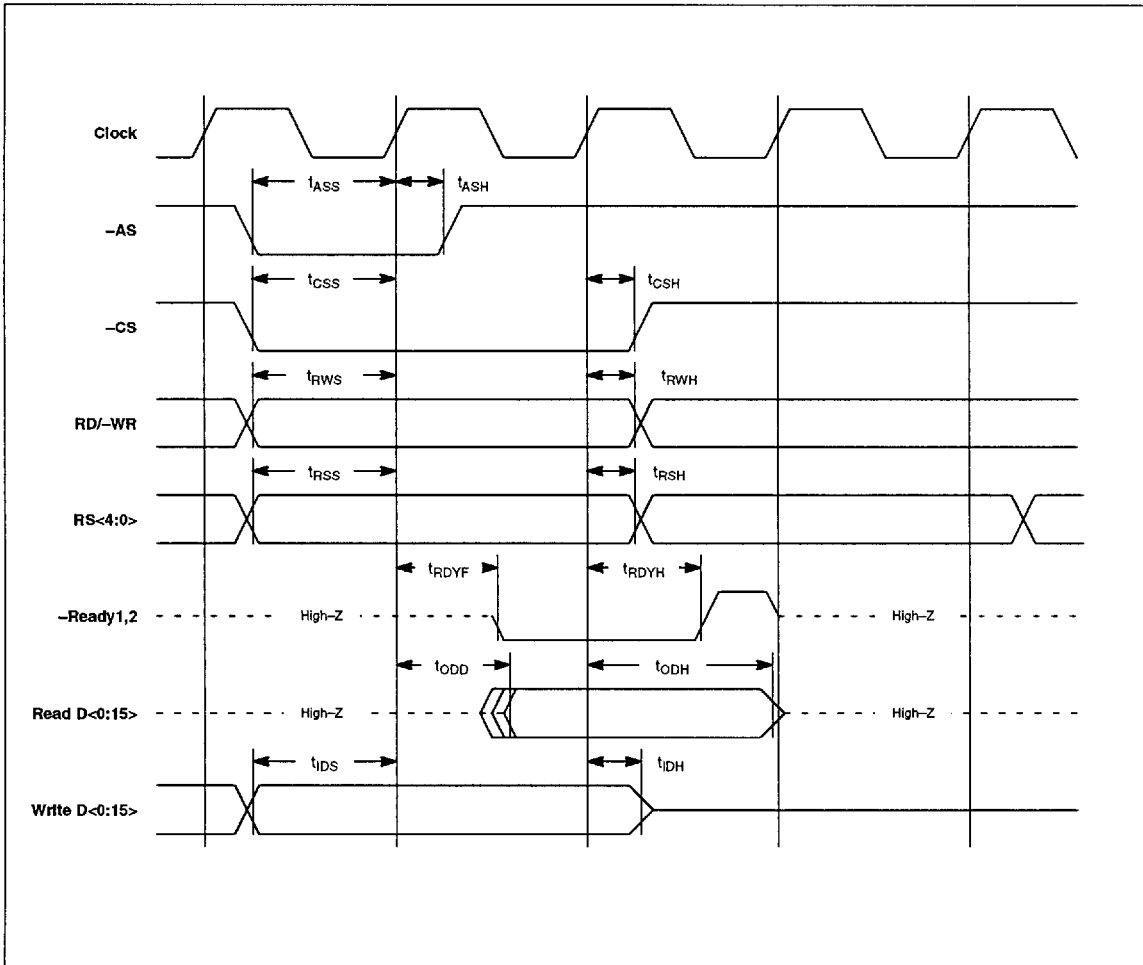 Clock
tASS
tASH
–AS
tCSS
tCSH
–CS
tRWS
tRWH
RD/–WR
tRSS
tRSH
RS<4:0>
tRDYF
tRDYH
–Ready1,2
High–Z
High–Z
tODD
tODH
Read D<0:15>
High–Z
High–Z
tIDS
tIDH
Write D<0:15>